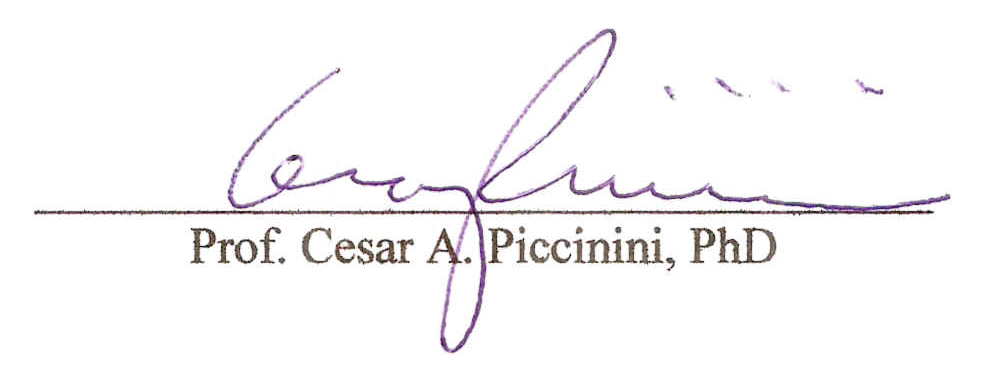 Prof. Cesar A. Piccinini, PhD